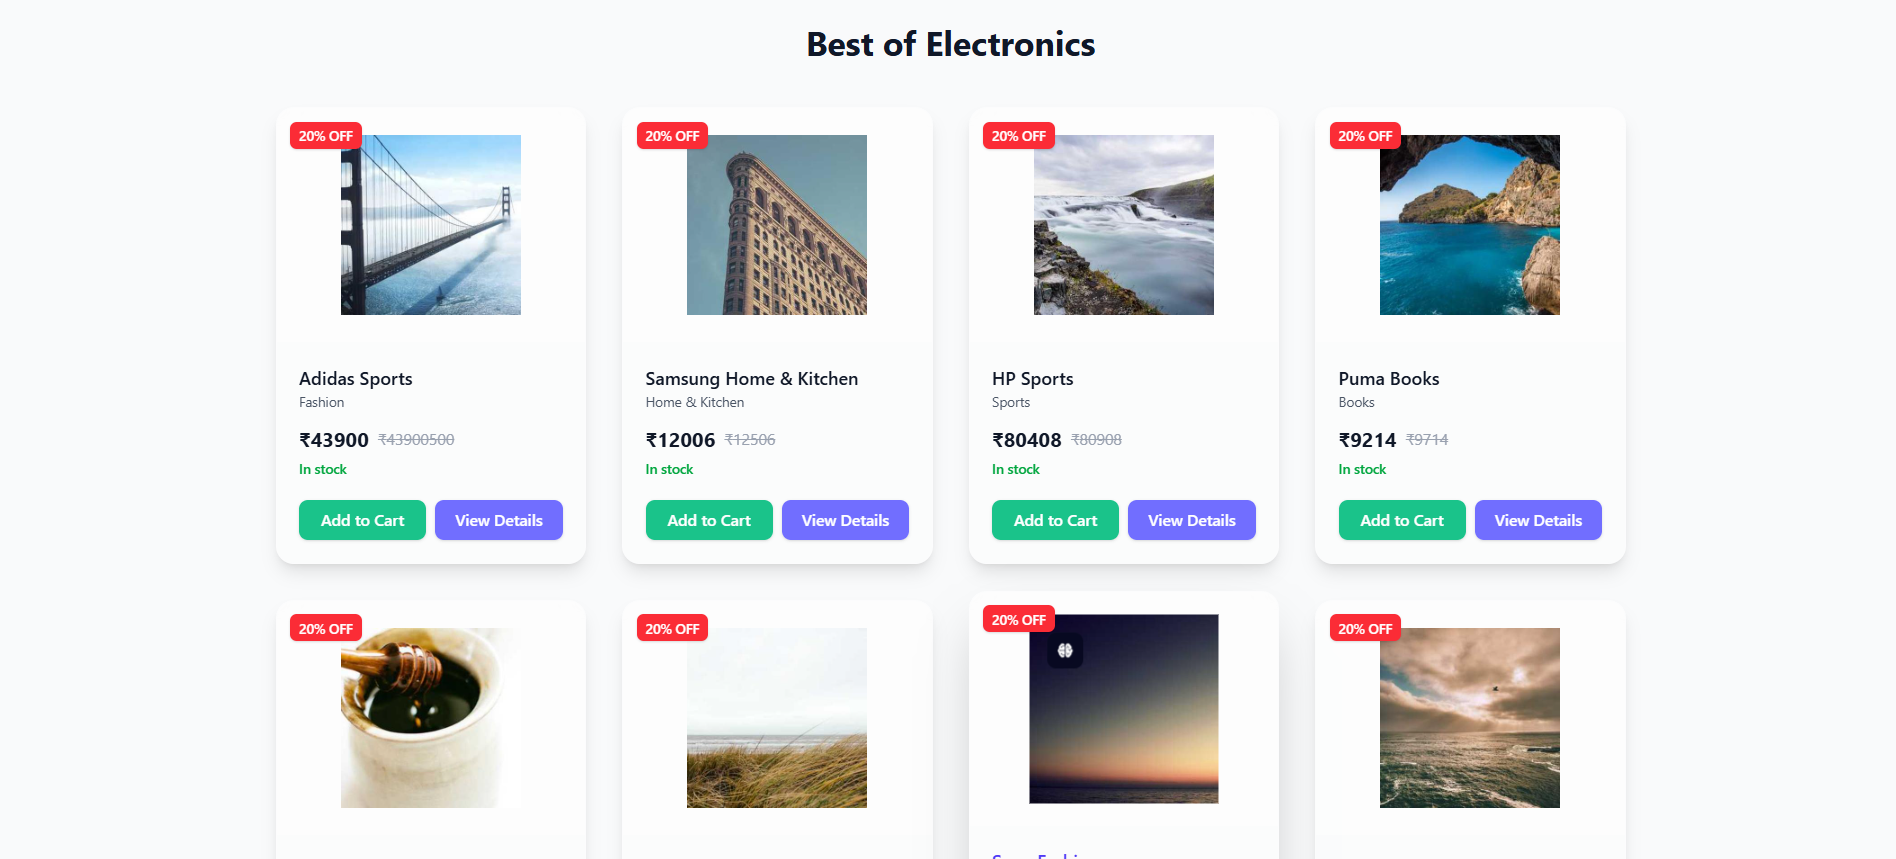 Best of Electronics
20% OFF
20% OFF
20% OFF
20% OFF
Adidas Sports
Samsung Home & Kitchen
HP Sports
Puma Books
Fashion
Home & Kitchen
Sports
Books
₹43900 ₹43900500
₹12006 ₹12506
₹80408 ₹80908
₹9214 ₹9714
In stock
In stock
In stock
In stock
Add to Cart View Details
Add to Cart View Details
Add to Cart View Details
Add to Cart View Details
20% OFF
20% OFF
20% OFF
20% OFF